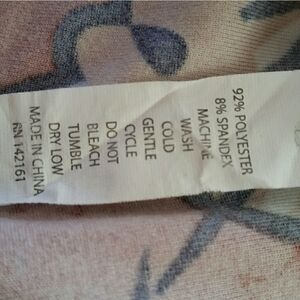 92% POLYESTER
8% SPANDEX
MACHINE
WASH
COLD
GENTLE
CYCLE
DO NOT
BLEACH
TUMBLE
DRY LOW
MADE IN CHINA
RN 142161